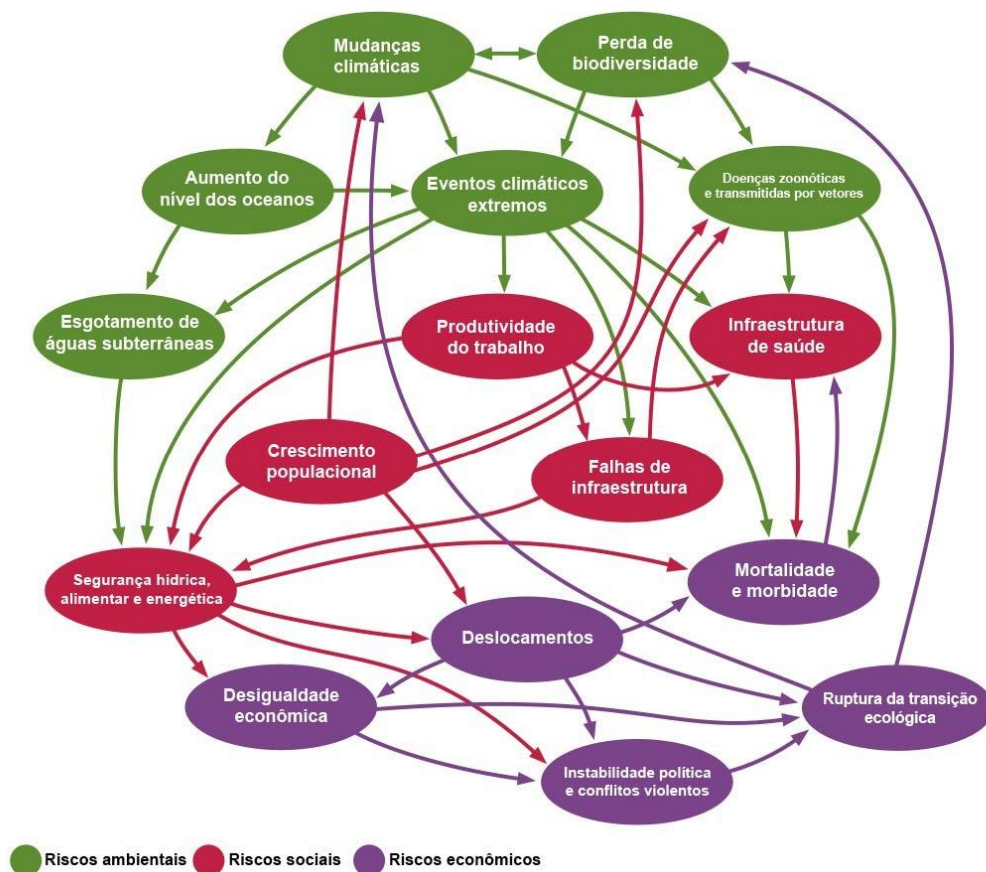 Mudanças
climáticas
Perda de
biodiversidade
Aumento do
nível dos oceanos
Eventos climáticos
extremos
Doenças zoonóticas
e transmitidas por vetores
Esgotamento de
águas subterrâneas
Produtividade
do trabalho
Infraestrutura
de saúde
Crescimento
populacional
Falhas de
infraestrutura
Segurança hídrica,
alimentar e energética
Mortalidade
e morbidade
Deslocamentos
Desigualdade
econômica
Ruptura da transição
ecológica
Instabilidade política
e conflitos violentos
Riscos ambientais
Riscos sociais
Riscos econômicos